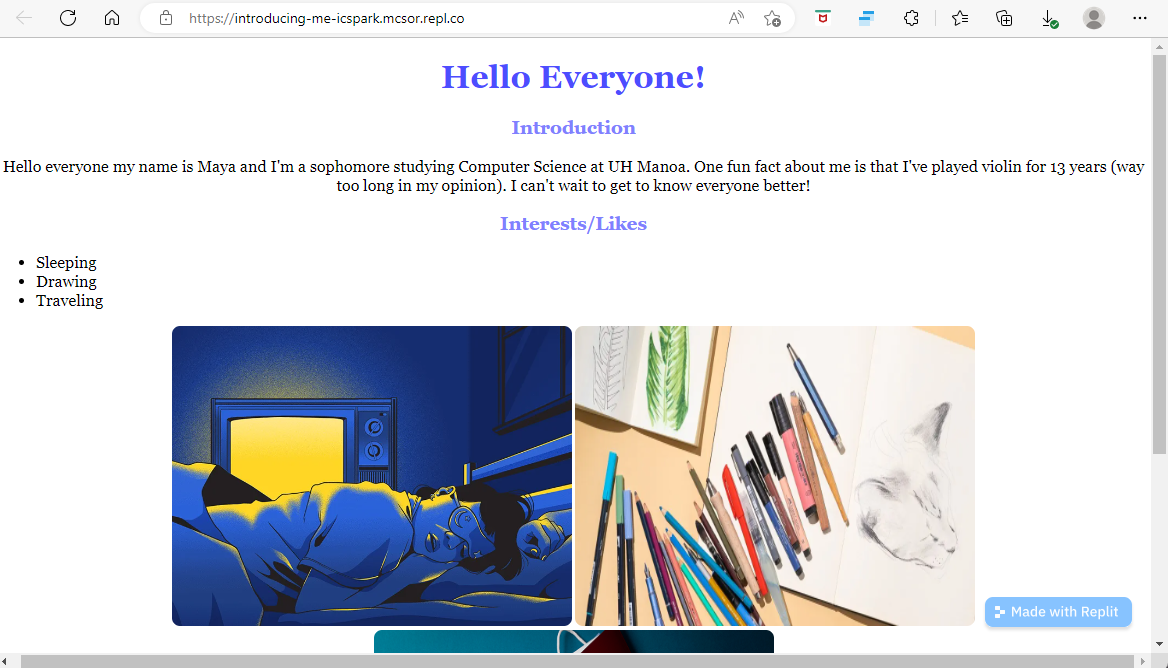 https://introducing-me-icspark.mcsor.repl.co
Hello Everyone!
Introduction
Hello everyone my name is Maya and I'm a sophomore studying Computer Science at UH Manoa. One fun fact about me is that I've played violin for 13 years (way
too long in my opinion). I can't wait to get to know everyone better!
Interests/Likes
• Sleeping
• Drawing
• Traveling
Made with Replit